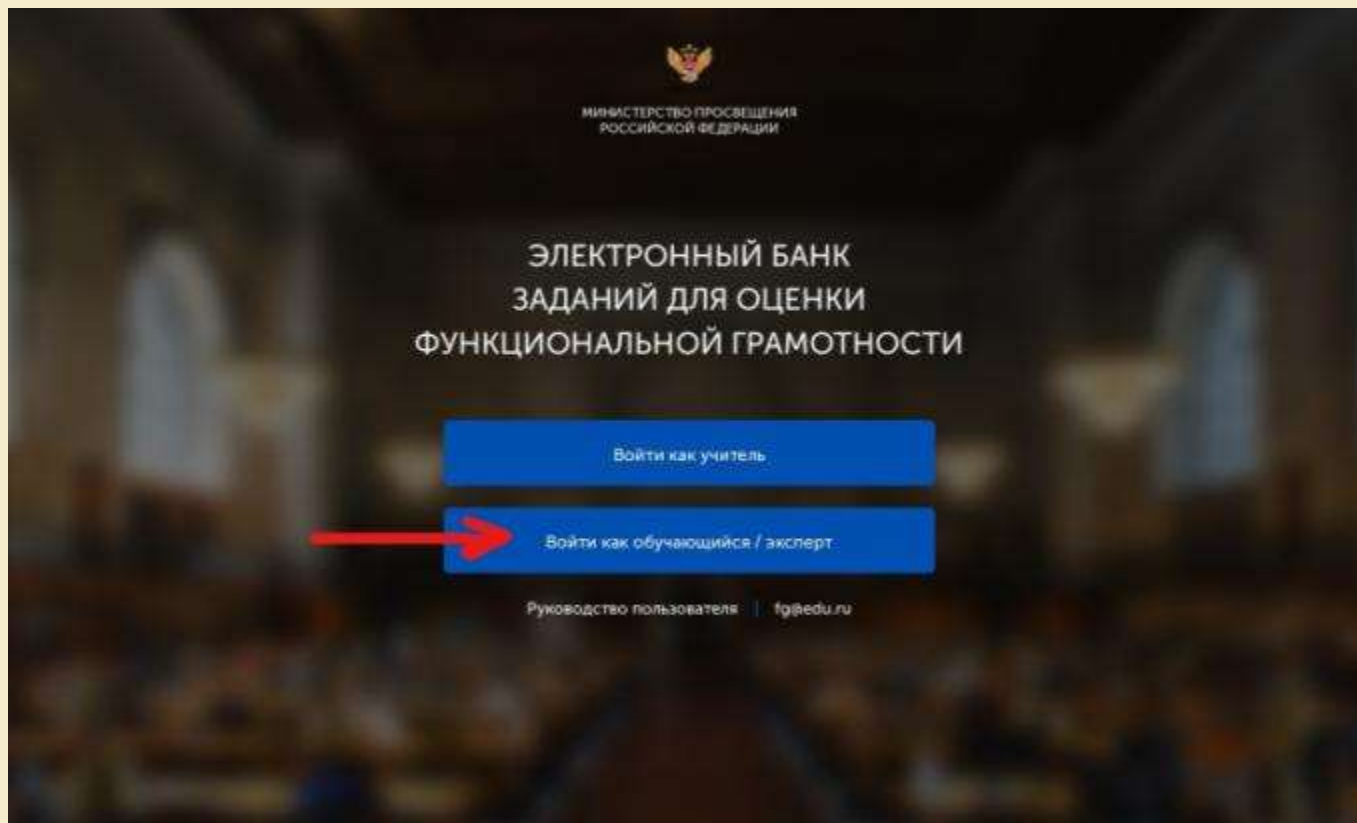 МИНИСТЕРСТВО ПРОСВЕЩЕНИЯ
РОССИЙСКОЙ ФЕДЕРАЦИИ
ЭЛЕКТРОННЫЙ БАНК
ЗАДАНИЙ ДЛЯ ОЦЕНКИ
ФУНКЦИОНАЛЬНОЙ ГРАМОТНОСТИ
Войти как учитель
Войти как обучающийся / эксперт
Руководство пользователя | fg@edu.ru